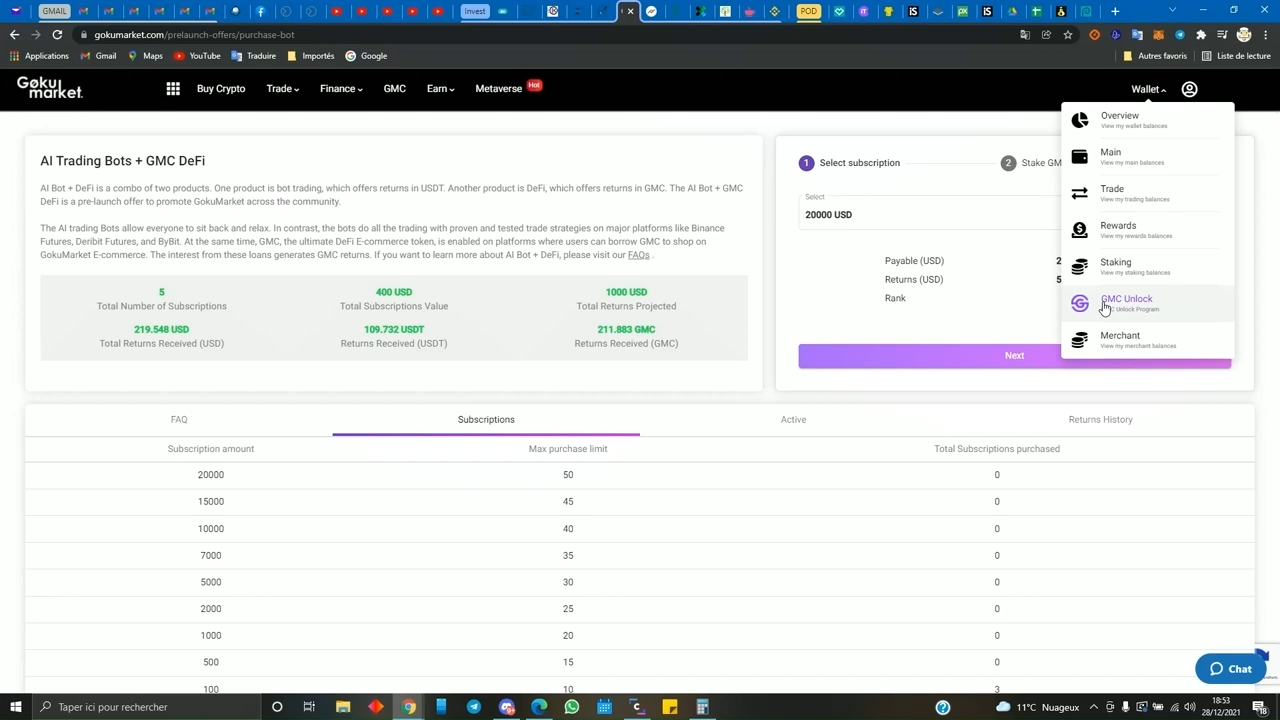 GMAIL
Invest
POD
gokumarket.com/prelaunch-offers/purchase-bot
Applications
Gmail
Maps
YouTube
Traduire
Importés
Google
Autres favoris
Liste de lecture
Goku market.
Buy Crypto
Trade
Finance
GMC
Earn
Metaverse
Hot
Wallet
Overview
View my wallet balances
Main
View my main balances
Trade
View my trading balances
Rewards
View my rewards balances
Staking
View my staking balances
GMC Unlock
Unlock Program
Merchant
View my merchant balances
AI Trading Bots + GMC DeFi
AI Bot + DeFi is a combo of two products. One product is bot trading, which offers returns in USDT. Another product is DeFi, which offers returns in GMC. The AI Bot + GMC
DeFi is a pre-launch offer to promote GokuMarket across the community.
The AI trading Bots allow everyone to sit back and relax. In contrast, the bots do all the trading with proven and tested trade strategies on major platforms like Binance
Futures, Deribit Futures, and ByBit. At the same time, GMC, the ultimate DeFi E-commerce token, is enabled on platforms where users can borrow GMC to shop on
GokuMarket E-commerce. The interest from these loans generates GMC returns. If you want to learn more about AI Bot + DeFi, please visit our FAQs .
5
400 USD
1000 USD
Total Number of Subscriptions
Total Subscriptions Value
Total Returns Projected
219.548 USD
109.732 USDT
211.883 GMC
Total Returns Received (USD)
Returns Received (USDT)
Returns Received (GMC)
1 Select subscription
2 Stake GM
Select
20000 USD
Payable (USD)
2
Returns (USD)
5
Rank
Next
FAQ
Subscriptions
Active
Returns History
Subscription amount
Max purchase limit
Total Subscriptions purchased
20000 50 0
15000 45 0
10000 40 0
7000 35 0
5000 30 0
2000 25 0
1000 20 0
500 15 0
100 10 3
Chat
Taper ici pour rechercher
11°C Nuageux
18:53
28/12/2021
18